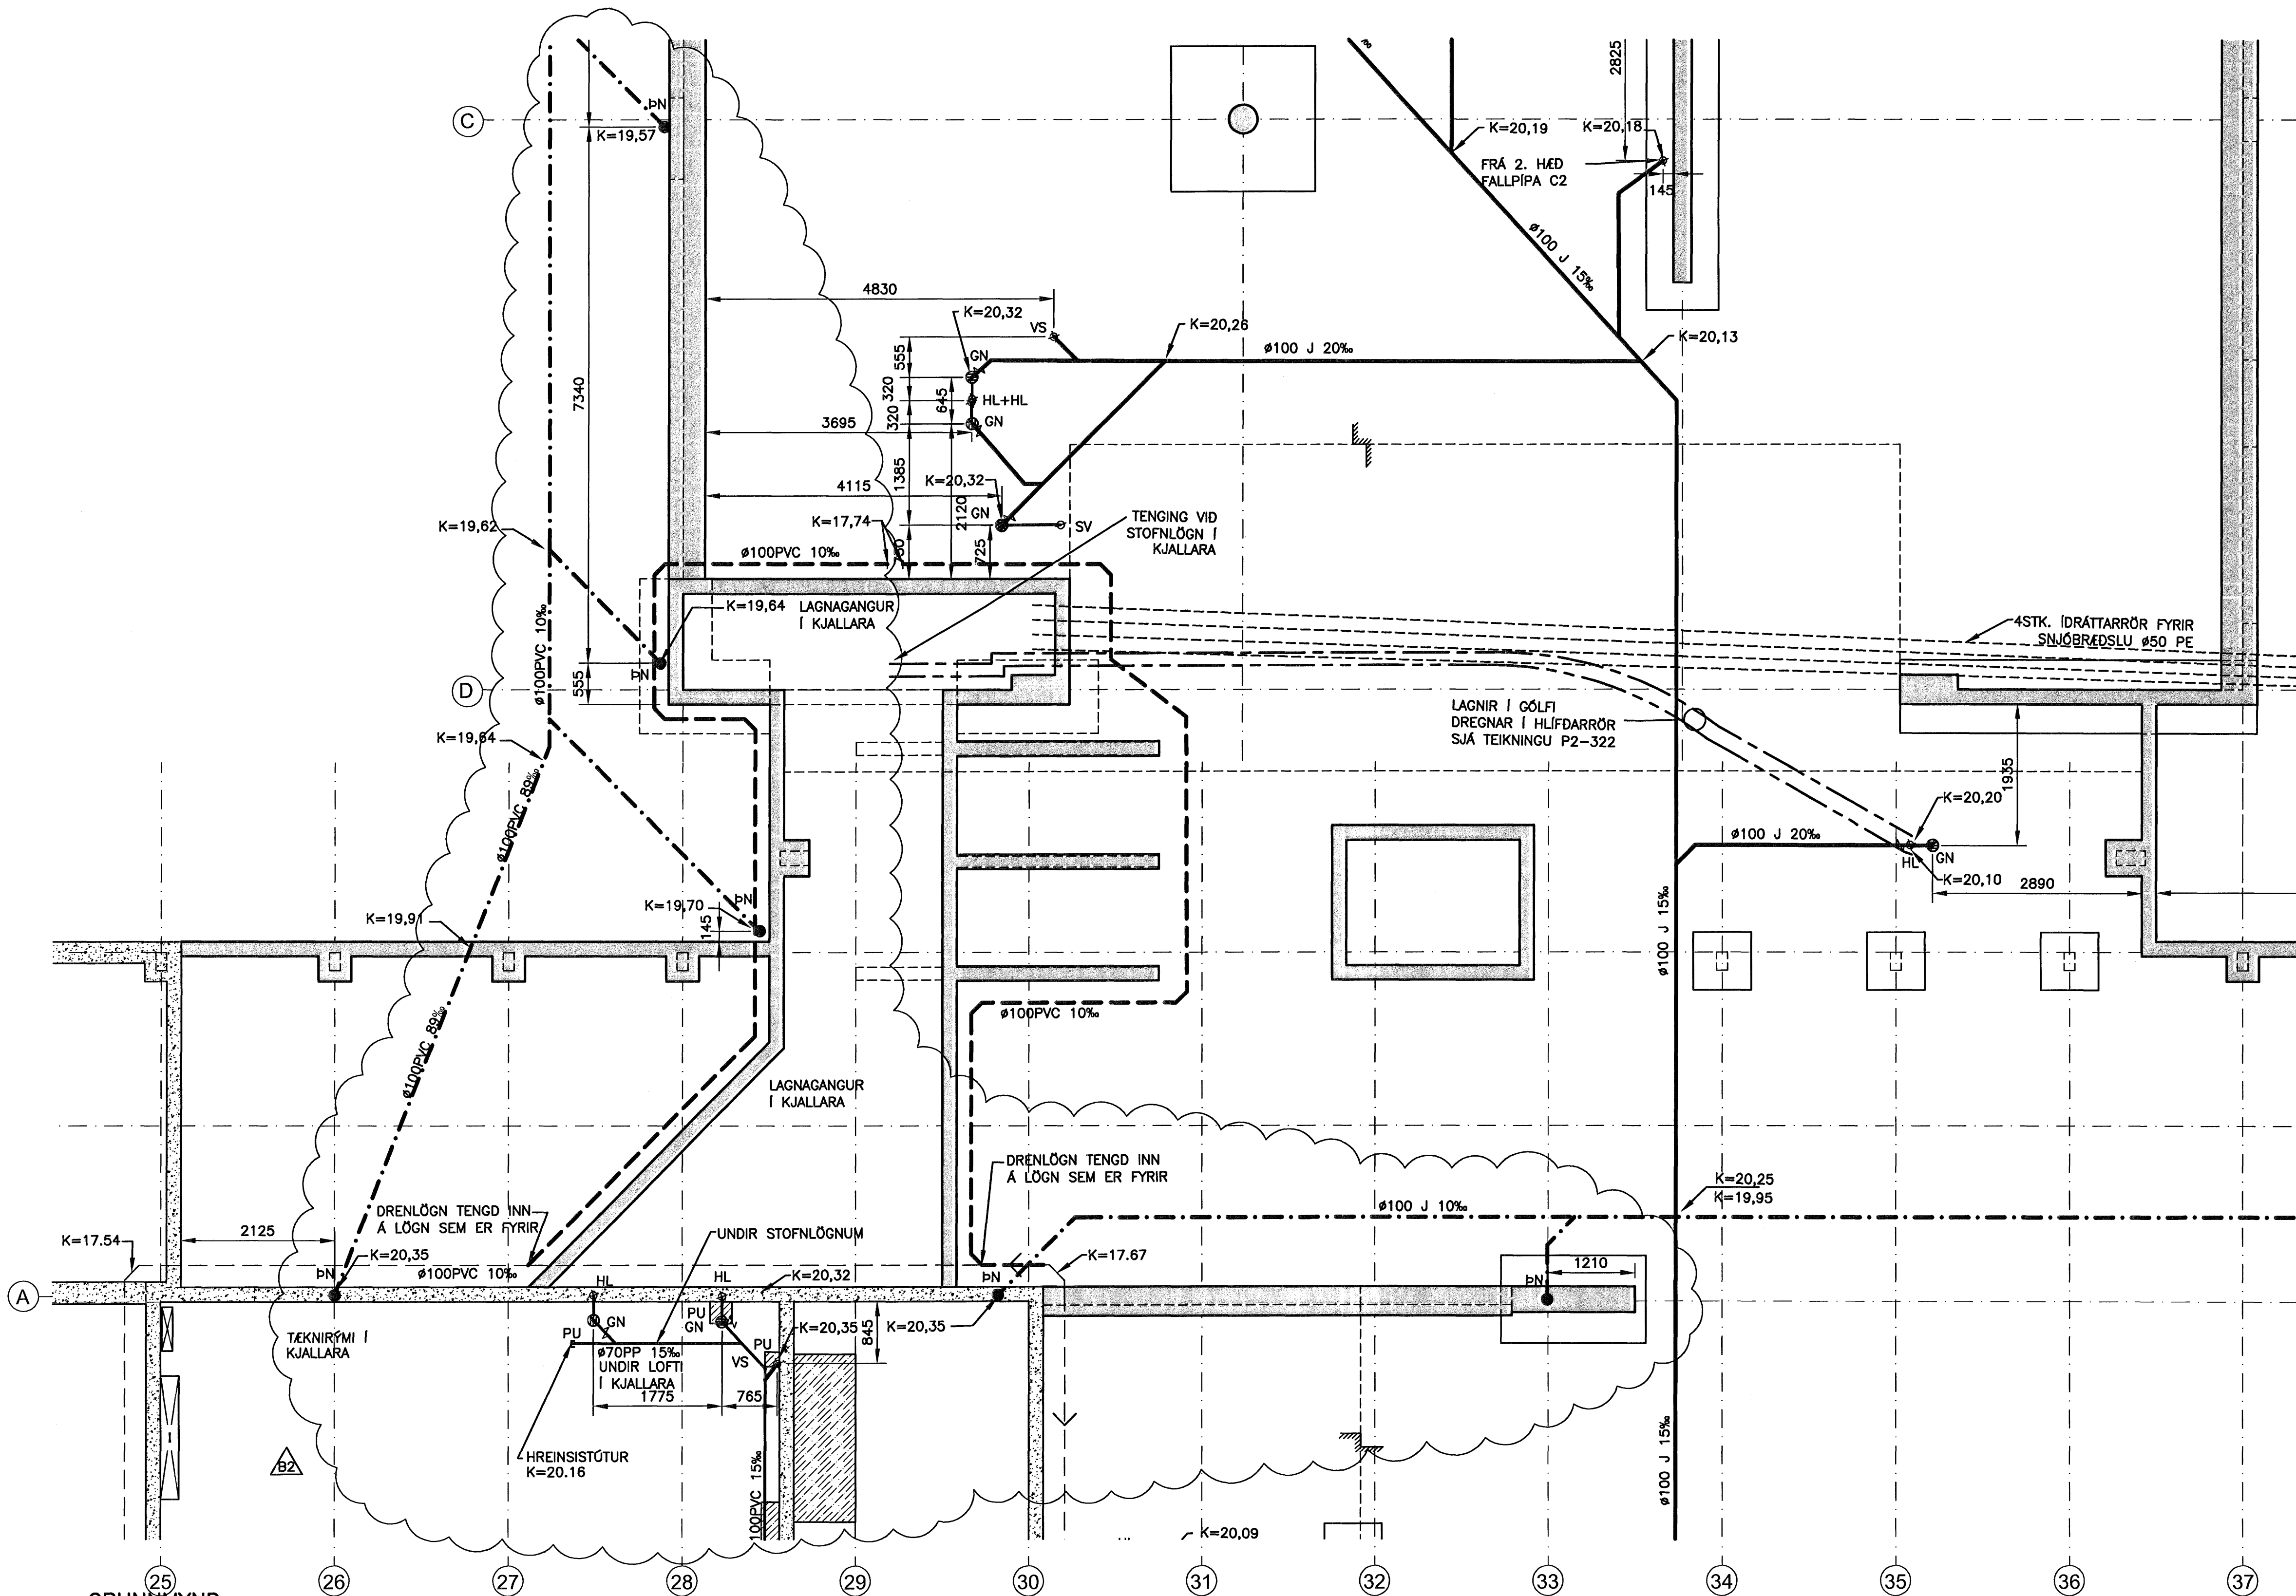 C
ÞN
K=19,57
2825
K=20,19
K=20,18
FRÁ 2. HÆÐ
FALLPÍPA C2
145
ø100 J 15‰
4830
K=20,32
VS
K=20,26
ø100 J 20‰
K=20,13
7340
555
GN
320
645
HL+HL
320
GN
3695
1385
K=20,32
4115
2120
GN
SV
K=19,62
K=17,74
750
725
TENGING VIÐ
STOFNLÖGN Í
KJALLARA
ø100PVC 10‰
ø100PVC 10‰
K=19,64
LAGNAGANGUR
Í KJALLARA
4STK. ÍDRÁTTARRÖR FYRIR
SNJÓBRÆÐSLU ø50 PE
D
555
ÞN
LAGNIR Í GÓLFI
DREGNAR Í HLÍFÐARRÖR
SJÁ TEIKNINGU P2-322
K=19,64
1935
ø100PVC 89‰
K=20,20
ø100 J 20‰
HL
GN
K=20,10
2890
K=19,70
ÞN
145
K=19,91
ø100 J 15‰
ø100PVC 10‰
ø100PVC 89‰
LAGNAGANGUR
Í KJALLARA
DRENLÖGN TENGD INN
Á LÖGN SEM ER FYRIR
K=20,25
K=19,95
DRENLÖGN TENGD INN
Á LÖGN SEM ER FYRIR
ø100 J 10‰
2125
UNDIR STOFNLÖGNUM
K=17.54
K=20,35
K=17.67
ÞN
ø100PVC 10‰
HL
HL
K=20,32
ÞN
1210
ÞN
A
TÆKNIRÝMI Í
KJALLARA
PU
GN
PU
GN
PU
K=20,35
845
K=20,35
ø70PP 15‰
UNDIR LOFTI
Í KJALLARA
VS
1775
765
HREINSISTÚTUR
K=20.16
B2
100PVC 15‰
ø100 J 15‰
K=20,09
25
26
27
28
29
30
31
32
33
34
35
36
37